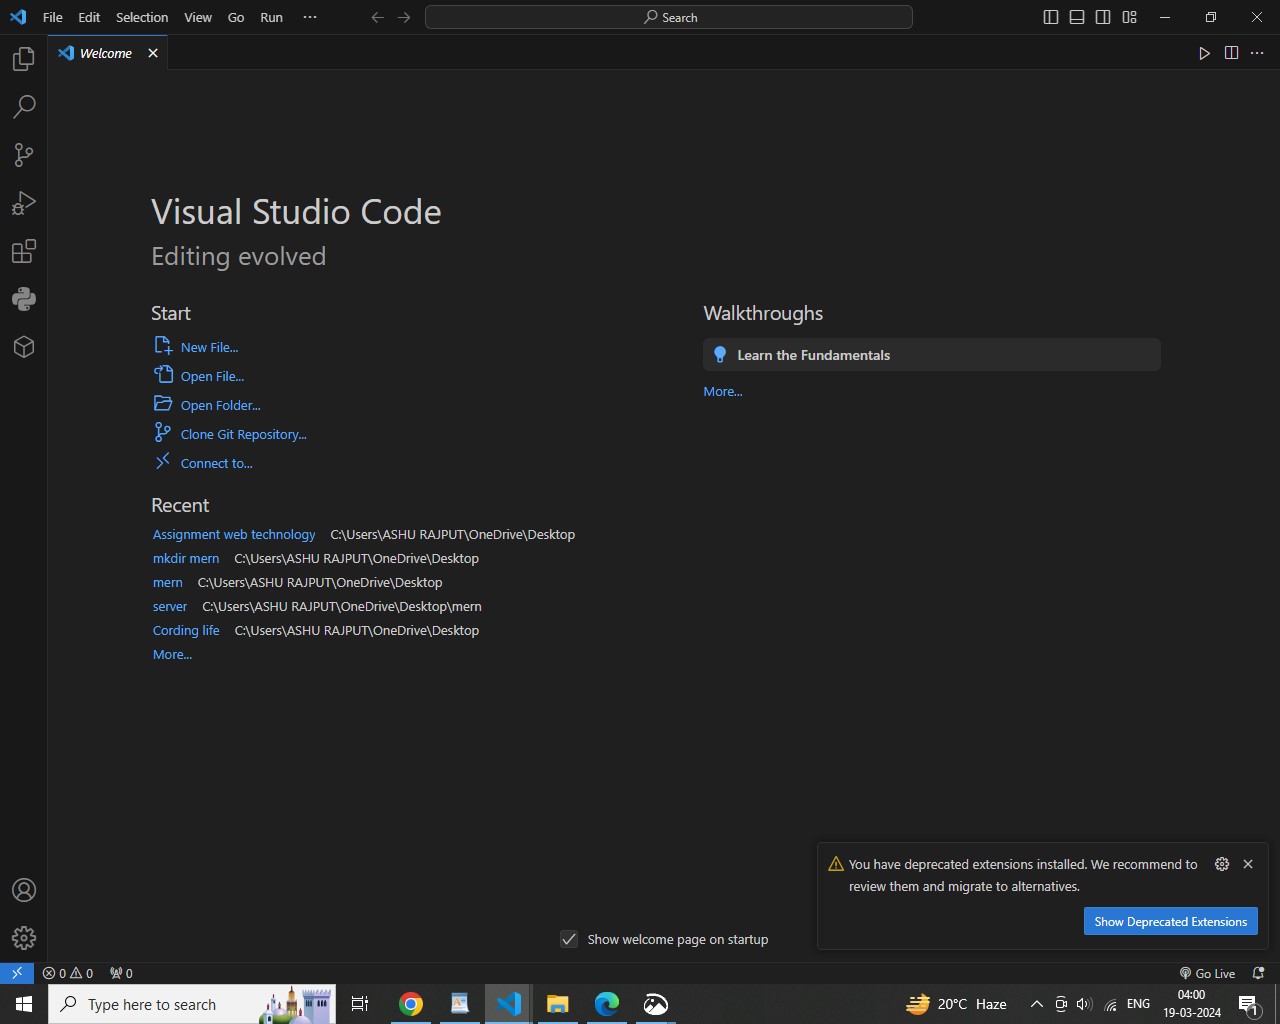 File Edit Selection View Go Run ··· Search
Welcome
Visual Studio Code
Editing evolved
Start
New File...
Open File...
Open Folder...
Clone Git Repository...
Connect to...
Recent
Assignment web technology C:\Users\ASHU RAJPUT\OneDrive\Desktop
mkdir mern C:\Users\ASHU RAJPUT\OneDrive\Desktop
mern C:\Users\ASHU RAJPUT\OneDrive\Desktop
server C:\Users\ASHU RAJPUT\OneDrive\Desktop\mern
Cording life C:\Users\ASHU RAJPUT\OneDrive\Desktop
More...
Walkthroughs
Learn the Fundamentals
More...
You have deprecated extensions installed. We recommend to
review them and migrate to alternatives.
Show Deprecated Extensions
Show welcome page on startup
0 0 0 Go Live
Type here to search 20°C Haze ENG 04:00
19-03-2024 1